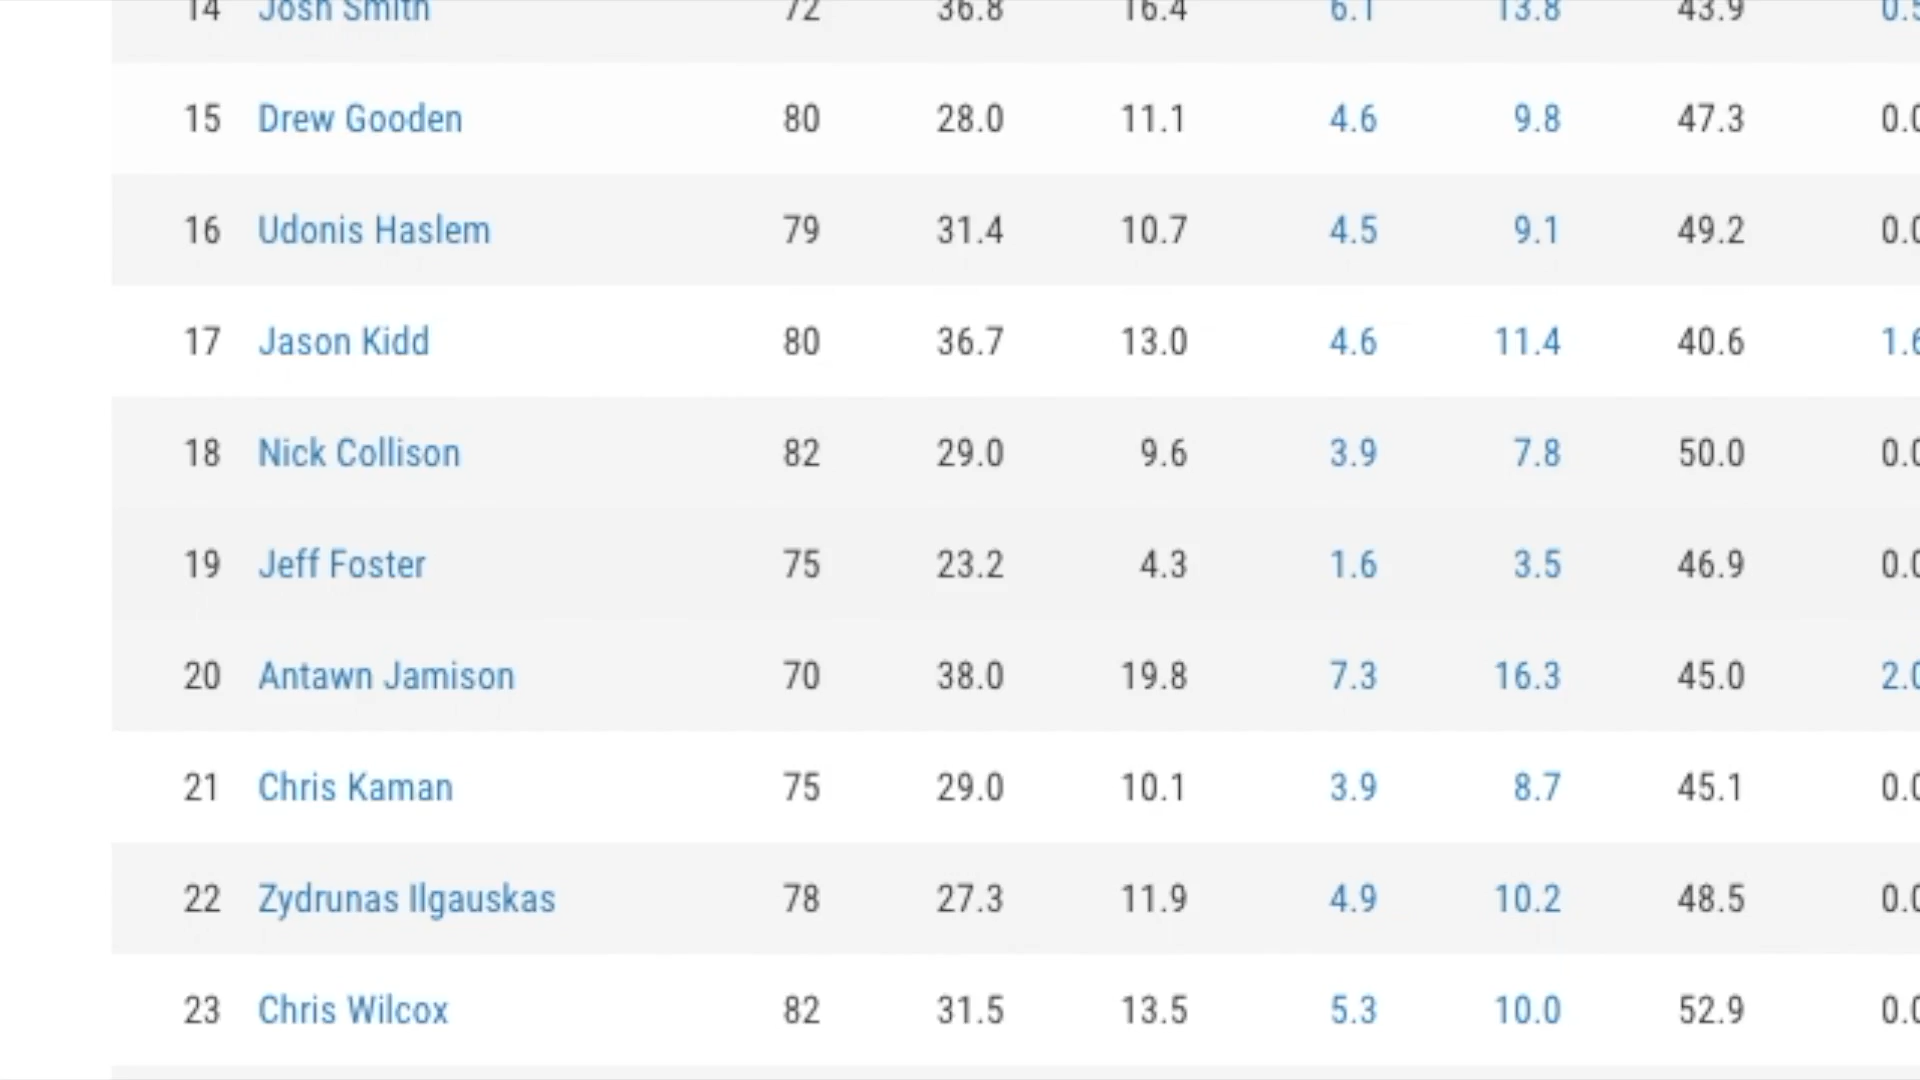 14 Josh Smith 72 36.8 16.4 6.1 13.8 43.9
15 Drew Gooden 80 28.0 11.1 4.6 9.8 47.3 0.0
16 Udonis Haslem 79 31.4 10.7 4.5 9.1 49.2 0.0
17 Jason Kidd 80 36.7 13.0 4.6 11.4 40.6 1.6
18 Nick Collison 82 29.0 9.6 3.9 7.8 50.0 0.0
19 Jeff Foster 75 23.2 4.3 1.6 3.5 46.9 0.0
20 Antawn Jamison 70 38.0 19.8 7.3 16.3 45.0 2.0
21 Chris Kaman 75 29.0 10.1 3.9 8.7 45.1 0.0
22 Zydrunas Ilgauskas 78 27.3 11.9 4.9 10.2 48.5 0.0
23 Chris Wilcox 82 31.5 13.5 5.3 10.0 52.9 0.0